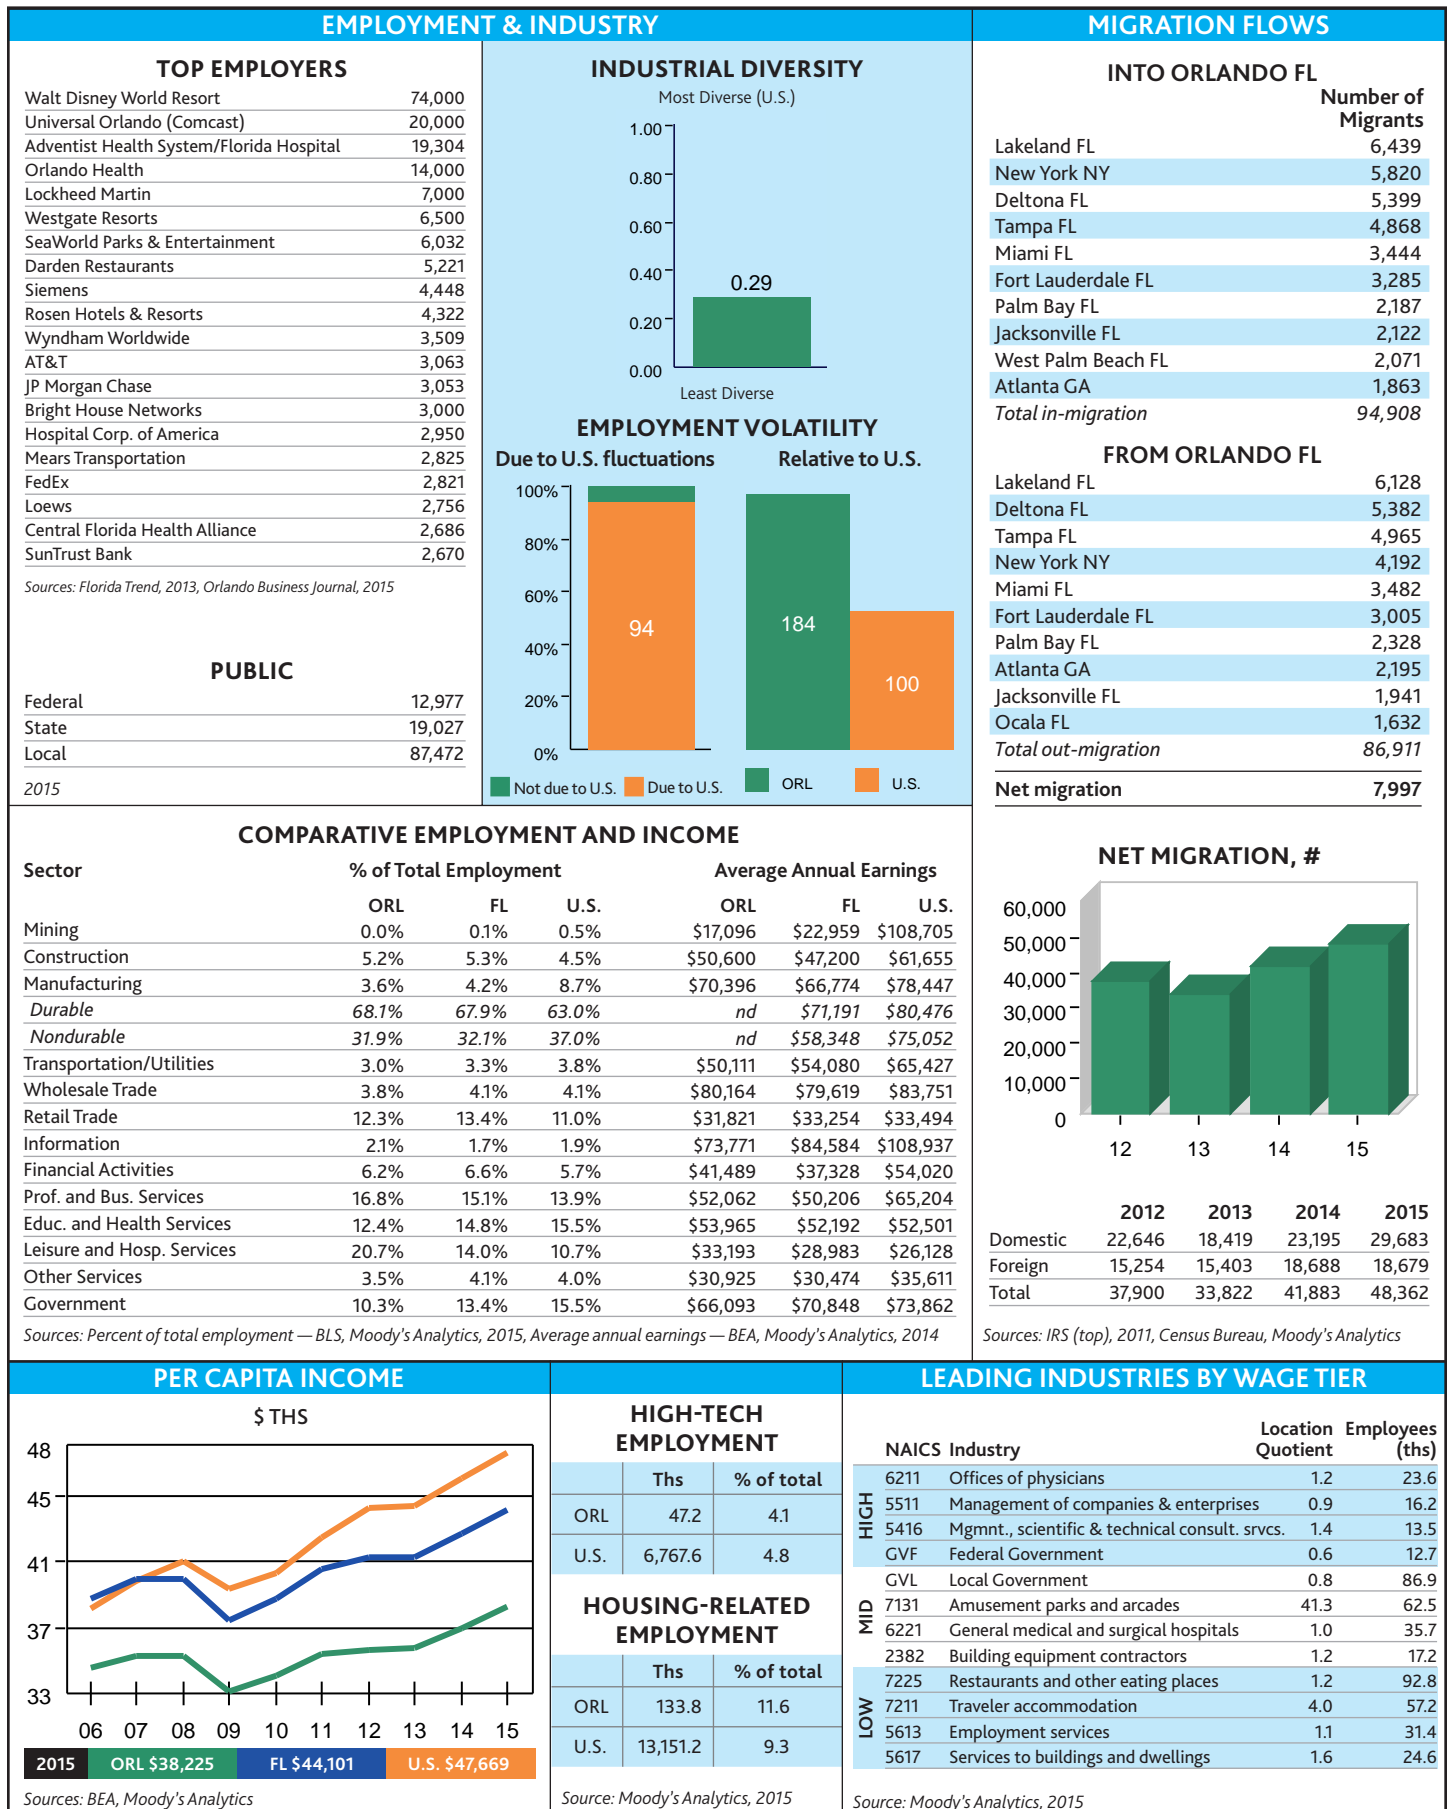 EMPLOYMENT & INDUSTRY
TOP EMPLOYERS
Walt Disney World Resort 74,000
Universal Orlando (Comcast) 20,000
Adventist Health System/Florida Hospital 19,304
Orlando Health 14,000
Lockheed Martin 7,000
Westgate Resorts 6,500
SeaWorld Parks & Entertainment 6,032
Darden Restaurants 5,221
Siemens 4,448
Rosen Hotels & Resorts 4,322
Wyndham Worldwide 3,509
AT&T 3,063
JP Morgan Chase 3,053
Bright House Networks 3,000
Hospital Corp. of America 2,950
Mears Transportation 2,825
FedEx 2,821
Loews 2,756
Central Florida Health Alliance 2,686
SunTrust Bank 2,670
Sources: Florida Trend, 2013, Orlando Business Journal, 2015
PUBLIC
Federal 12,977
State 19,027
Local 87,472
2015
INDUSTRIAL DIVERSITY
Most Diverse (U.S.)
1.00
0.80
0.60
0.40
0.20
0.00
0.29
Least Diverse
EMPLOYMENT VOLATILITY
Due to U.S. fluctuations Relative to U.S.
100%
80%
60%
40%
20%
0%
94
184
100
Not due to U.S. Due to U.S. ORL U.S.
MIGRATION FLOWS
INTO ORLANDO FL
Number of
Migrants
Lakeland FL 6,439
New York NY 5,820
Deltona FL 5,399
Tampa FL 4,868
Miami FL 3,444
Fort Lauderdale FL 3,285
Palm Bay FL 2,187
Jacksonville FL 2,122
West Palm Beach FL 2,071
Atlanta GA 1,863
Total in-migration 94,908
FROM ORLANDO FL
Lakeland FL 6,128
Deltona FL 5,382
Tampa FL 4,965
New York NY 4,192
Miami FL 3,482
Fort Lauderdale FL 3,005
Palm Bay FL 2,328
Atlanta GA 2,195
Jacksonville FL 1,941
Ocala FL 1,632
Total out-migration 86,911
Net migration 7,997
NET MIGRATION, #
60,000
50,000
40,000
30,000
20,000
10,000
0
12 13 14 15
2012 2013 2014 2015
Domestic 22,646 18,419 23,195 29,683
Foreign 15,254 15,403 18,688 18,679
Total 37,900 33,822 41,883 48,362
Sources: IRS (top), 2011, Census Bureau, Moody's Analytics
COMPARATIVE EMPLOYMENT AND INCOME
Sector % of Total Employment Average Annual Earnings
ORL FL U.S. ORL FL U.S.
Mining 0.0% 0.1% 0.5% $17,096 $22,959 $108,705
Construction 5.2% 5.3% 4.5% $50,600 $47,200 $61,655
Manufacturing 3.6% 4.2% 8.7% $70,396 $66,774 $78,447
Durable 68.1% 67.9% 63.0% nd $71,191 $80,476
Nondurable 31.9% 32.1% 37.0% nd $58,348 $75,052
Transportation/Utilities 3.0% 3.3% 3.8% $50,111 $54,080 $65,427
Wholesale Trade 3.8% 4.1% 4.1% $80,164 $79,619 $83,751
Retail Trade 12.3% 13.4% 11.0% $31,821 $33,254 $33,494
Information 2.1% 1.7% 1.9% $73,771 $84,584 $108,937
Financial Activities 6.2% 6.6% 5.7% $41,489 $37,328 $54,020
Prof. and Bus. Services 16.8% 15.1% 13.9% $52,062 $50,206 $65,204
Educ. and Health Services 12.4% 14.8% 15.5% $53,965 $52,192 $52,501
Leisure and Hosp. Services 20.7% 14.0% 10.7% $33,193 $28,983 $26,128
Other Services 3.5% 4.1% 4.0% $30,925 $30,474 $35,611
Government 10.3% 13.4% 15.5% $66,093 $70,848 $73,862
Sources: Percent of total employment — BLS, Moody's Analytics, 2015, Average annual earnings — BEA, Moody's Analytics, 2014
PER CAPITA INCOME
$ THS
48
45
41
37
33
06 07 08 09 10 11 12 13 14 15
2015 ORL $38,225 FL $44,101 U.S. $47,669
Sources: BEA, Moody's Analytics
HIGH-TECH
EMPLOYMENT
Ths % of total
ORL 47.2 4.1
U.S. 6,767.6 4.8
HOUSING-RELATED
EMPLOYMENT
Ths % of total
ORL 133.8 11.6
U.S. 13,151.2 9.3
Source: Moody's Analytics, 2015
LEADING INDUSTRIES BY WAGE TIER
Location Employees
NAICS Industry Quotient (ths)
HIGH
6211 Offices of physicians 1.2 23.6
5511 Management of companies & enterprises 0.9 16.2
5416 Mgmnt., scientific & technical consult. srvcs. 1.4 13.5
GVF Federal Government 0.6 12.7
MID
GVL Local Government 0.8 86.9
7131 Amusement parks and arcades 41.3 62.5
6221 General medical and surgical hospitals 1.0 35.7
2382 Building equipment contractors 1.2 17.2
LOW
7225 Restaurants and other eating places 1.2 92.8
7211 Traveler accommodation 4.0 57.2
5613 Employment services 1.1 31.4
5617 Services to buildings and dwellings 1.6 24.6
Source: Moody's Analytics, 2015